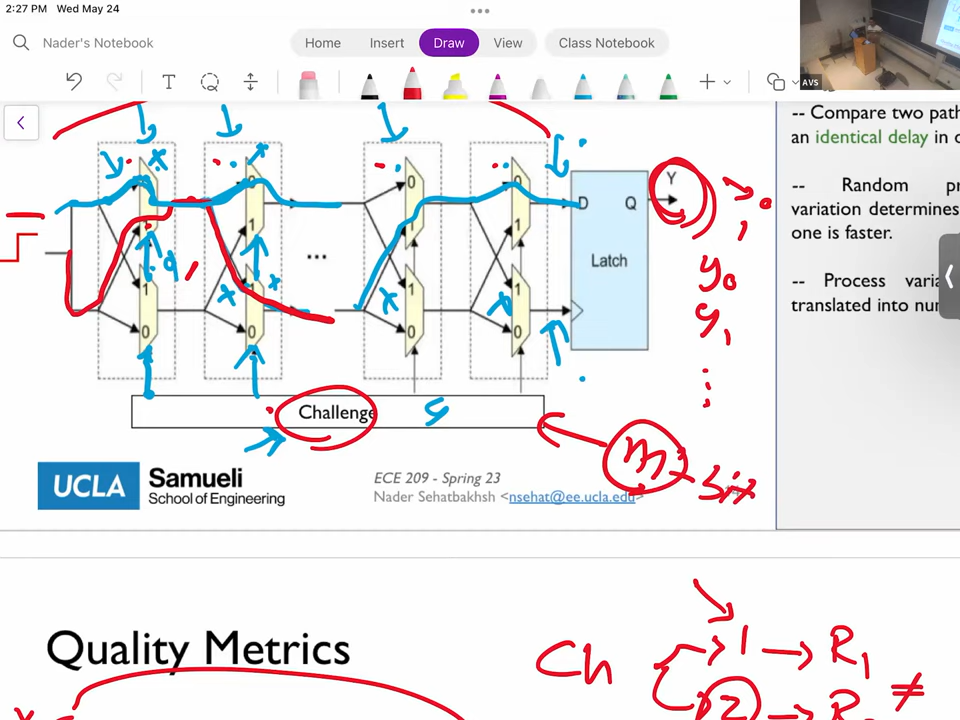 2:27 PM Wed May 24
Nader's Notebook
Home Insert Draw View Class Notebook
AVS
-- Compare two path
an identical delay in c
-- Random pr
variation determines
one is faster.
-- Process varia
translated into nu
0 0 0 0
1 1 1 1
...
1 1 1 1
0 0 0 0
D Q
Latch
Y
y0
y1
Challenge
m - bit
UCLA Samueli
School of Engineering
ECE 209 - Spring 23
Nader Sehatbakhsh <nsehat@ee.ucla.edu>
Quality Metrics
Ch
1 → R1
2 → R
≠